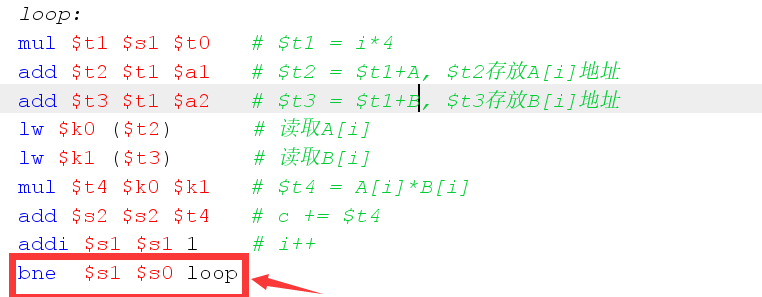 loop:
mul $t1 $s1 $t0 # $t1 = i*4
add $t2 $t1 $a1 # $t2 = $t1+A, $t2存放A[i]地址
add $t3 $t1 $a2 # $t3 = $t1+B, $t3存放B[i]地址
lw $k0 ($t2) # 读取A[i]
lw $k1 ($t3) # 读取B[i]
mul $t4 $k0 $k1 # $t4 = A[i]*B[i]
add $s2 $s2 $t4 # c += $t4
addi $s1 $s1 1 # i++
bne $s1 $s0 loop